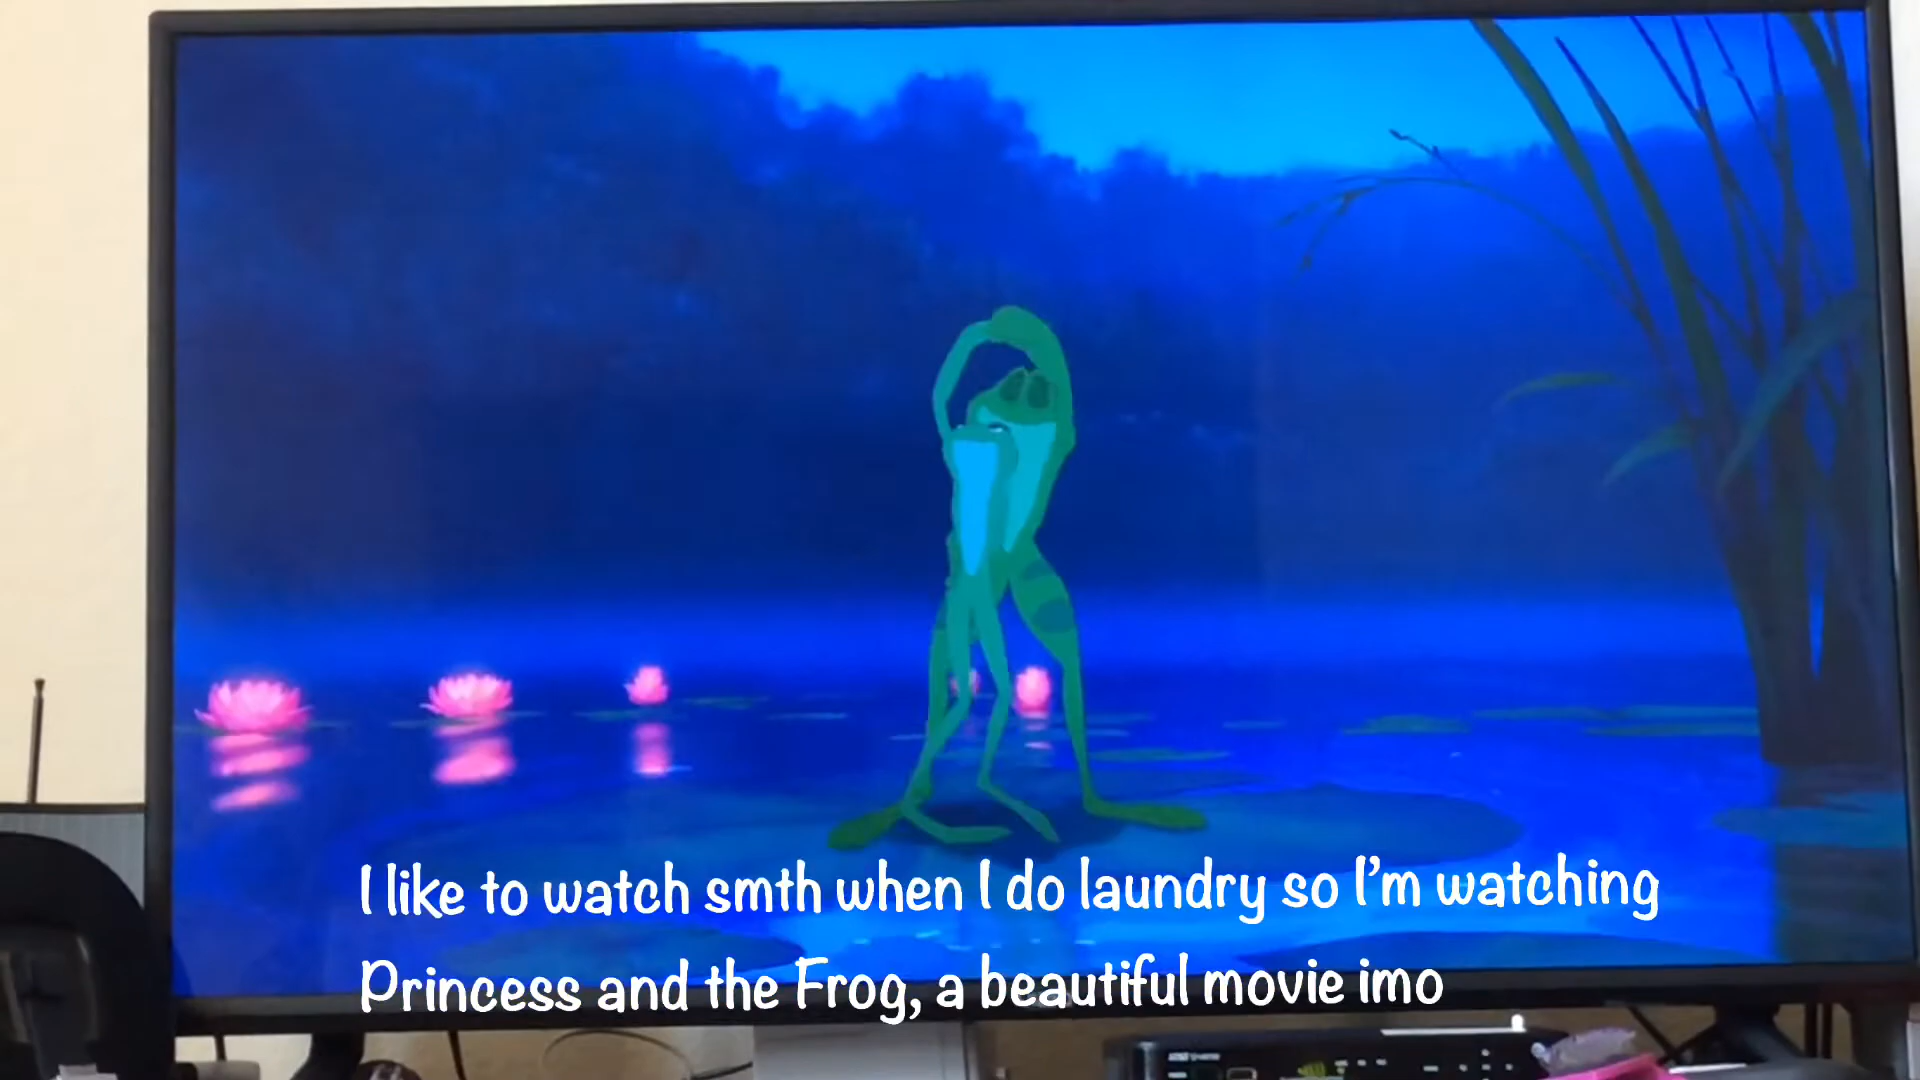 I like to watch smth when I do laundry so I'm watching
Princess and the Frog, a beautiful movie imo